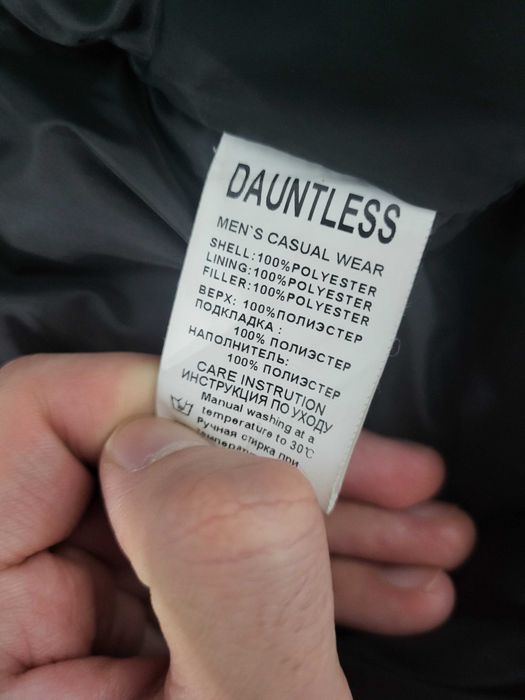 DAUNTLESS
MEN`S CASUAL WEAR
SHELL:100%POLYESTER
LINING:100%POLYESTER
FILLER:100%POLYESTER
ВЕРХ: 100%ПОЛИЭСТЕР
ПОДКЛАДКА :
100% ПОЛИЭСТЕР
НАПОЛНИТЕЛЬ:
100% ПОЛИЭСТЕР
CARE INSTRUTION
ИНСТРУКЦИЯ ПО УХОДУ
Manual washing at a
temperature to 30℃
Ручная стирка при